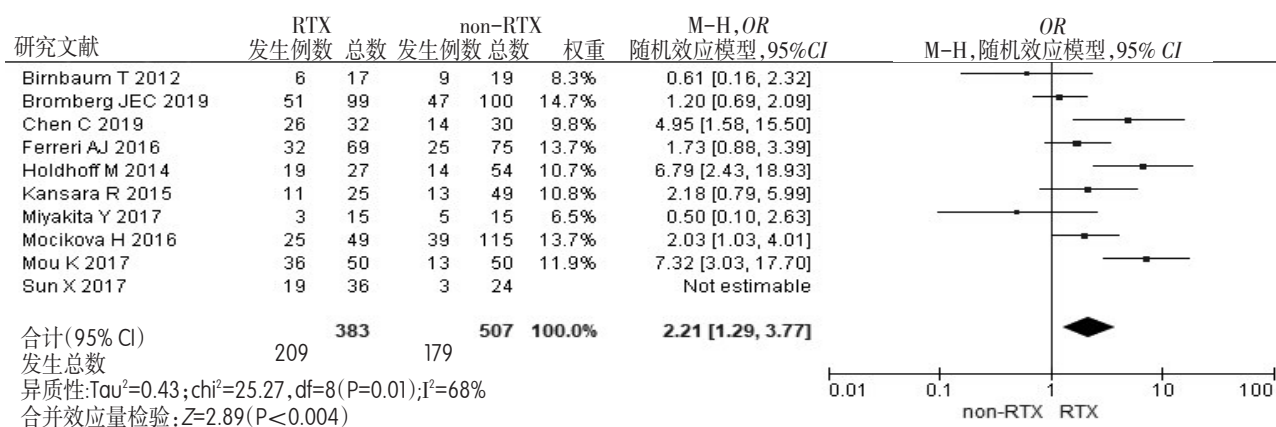 RTX non-RTX M-H,OR OR
研究文献 发生例数 总数 发生例数 总数 权重 随机效应模型,95%CI M-H,随机效应模型,95% CI
Birnbaum T 2012 6 17 9 19 8.3% 0.61 [0.16, 2.32]
Bromberg JEC 2019 51 99 47 100 14.7% 1.20 [0.69, 2.09]
Chen C 2019 26 32 14 30 9.8% 4.95 [1.58, 15.50]
Ferreri AJ 2016 32 69 25 75 13.7% 1.73 [0.88, 3.39]
Holdhoff M 2014 19 27 14 54 10.7% 6.79 [2.43, 18.93]
Kansara R 2015 11 25 13 49 10.8% 2.18 [0.79, 5.99]
Miyakita Y 2017 3 15 5 15 6.5% 0.50 [0.10, 2.63]
Mocikova H 2016 25 49 39 115 13.7% 2.03 [1.03, 4.01]
Mou K 2017 36 50 13 50 11.9% 7.32 [3.03, 17.70]
Sun X 2017 19 36 3 24 Not estimable
合计(95% CI) 383 507 100.0% 2.21 [1.29, 3.77]
发生总数 209 179
异质性:Tau²=0.43;chi²=25.27,df=8(P=0.01);I²=68%
合并效应量检验:Z=2.89(P<0.004)
0.01 0.1 1 10 100
non-RTX RTX